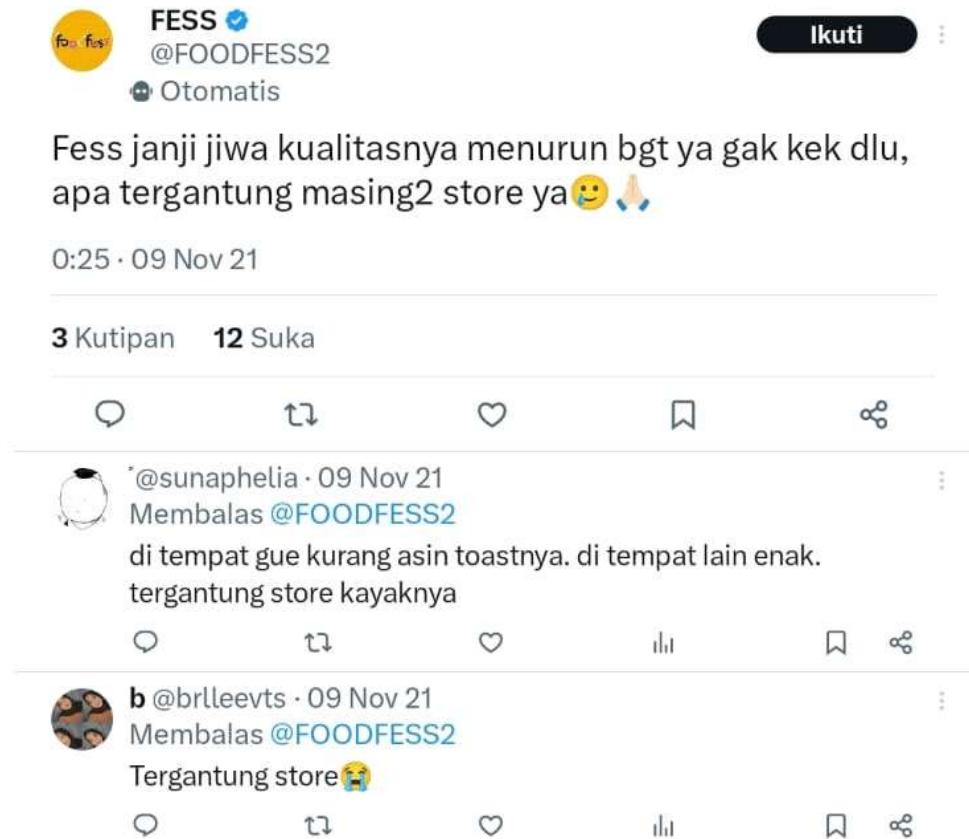 FESS
@FOODFESS2
Otomatis
Ikuti
Fess janji jiwa kualitasnya menurun bgt ya gak kek dlu,
apa tergantung masing2 store ya🥲🙏🏻
0:25 · 09 Nov 21
3 Kutipan 12 Suka
@sunaphelia · 09 Nov 21
Membalas @FOODFESS2
di tempat gue kurang asin toastnya. di tempat lain enak.
tergantung store kayaknya
b @brlleevts · 09 Nov 21
Membalas @FOODFESS2
Tergantung store😭